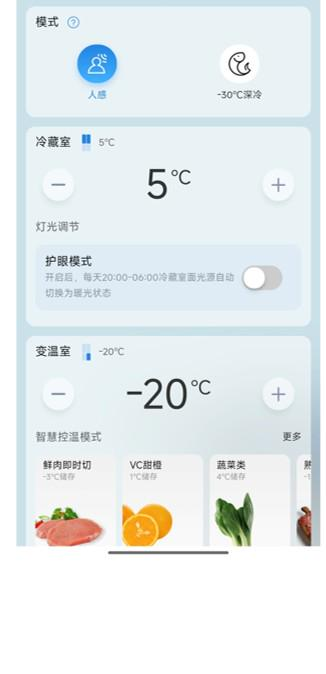 模式 ?
人感
-30℃深冷
冷藏室 5℃
5℃
灯光调节
护眼模式
开启后，每天20:00-06:00冷藏室面光源自动
切换为暖光状态
变温室 -20℃
-20℃
智慧控温模式 更多
鲜肉即时切
-3℃储存
VC甜橙
1℃储存
蔬菜类
4℃储存